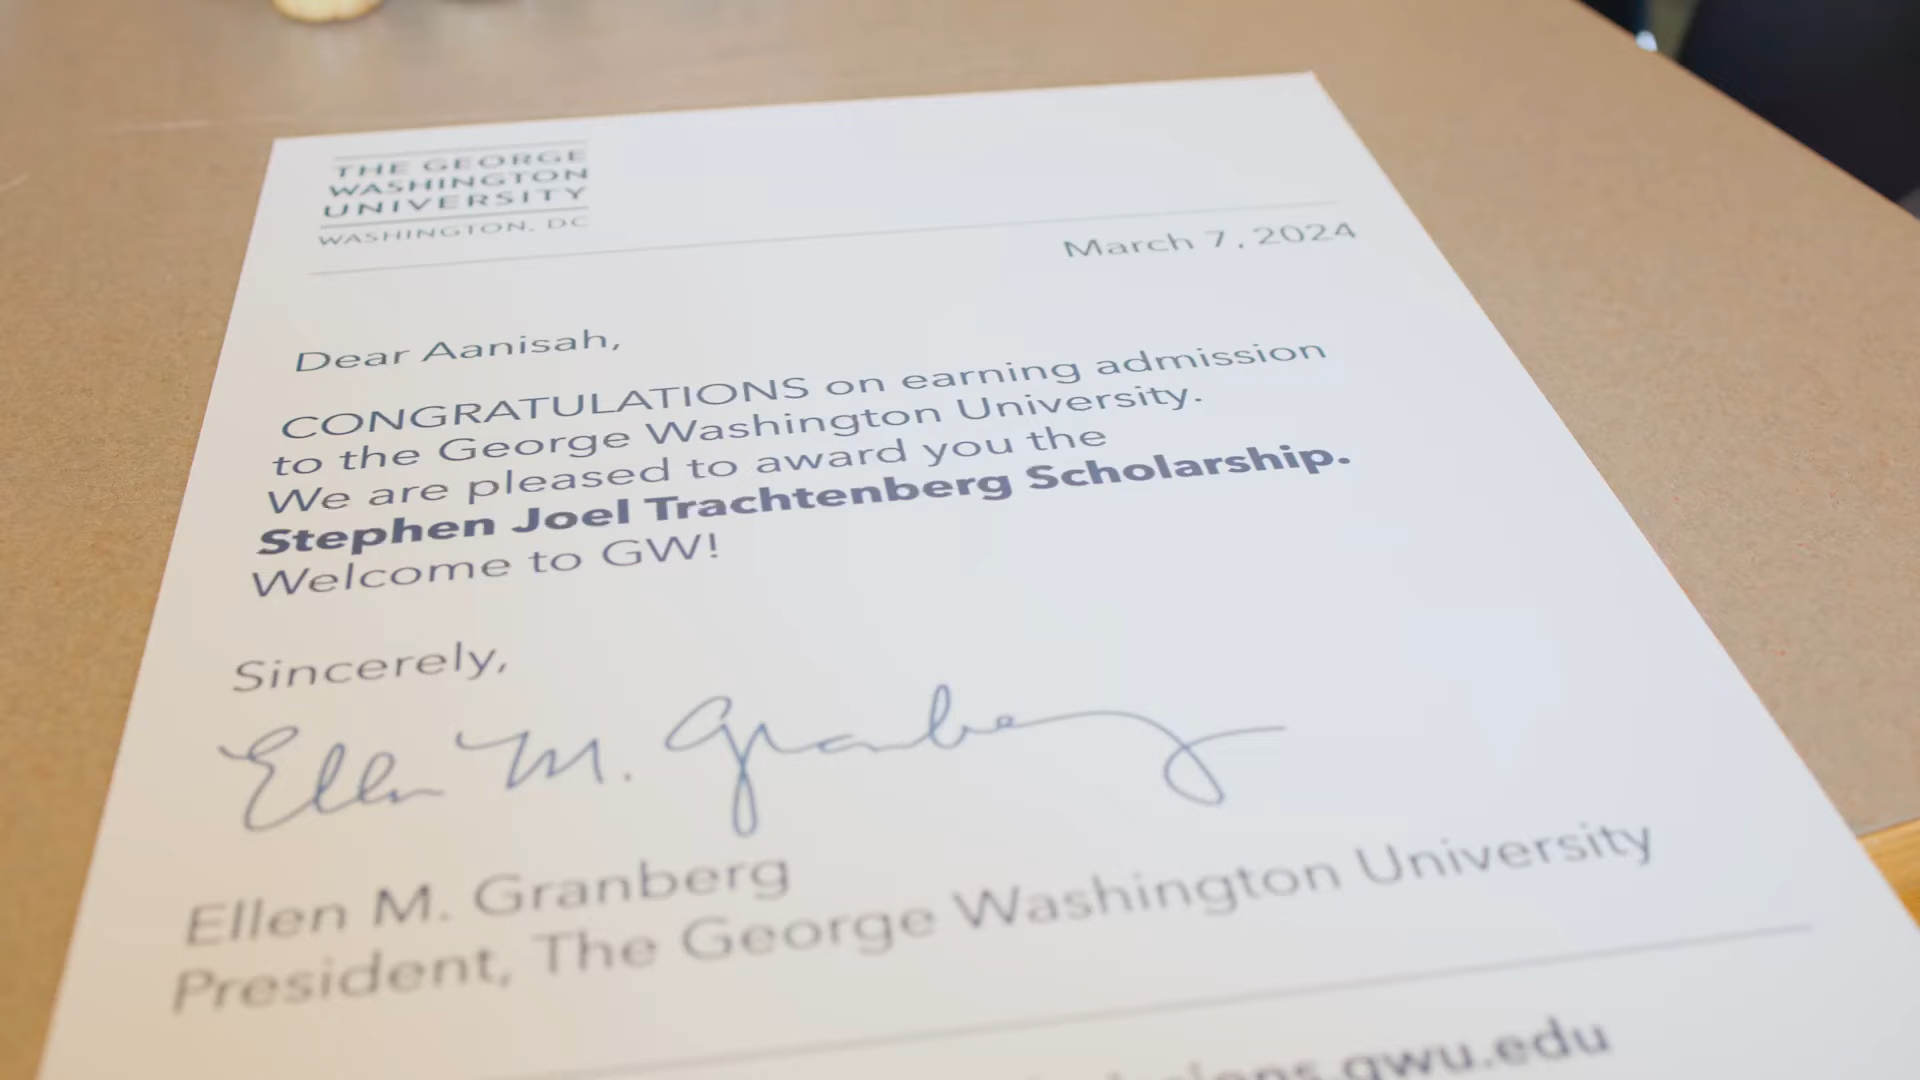 THE GEORGE
WASHINGTON
UNIVERSITY
WASHINGTON, DC
March 7, 2024
Dear Aanisah,
CONGRATULATIONS on earning admission
to the George Washington University.
We are pleased to award you the
Stephen Joel Trachtenberg Scholarship.
Welcome to GW!
Sincerely,
Ellen M. Granberg
Ellen M. Granberg
President, The George Washington University
gwu.edu